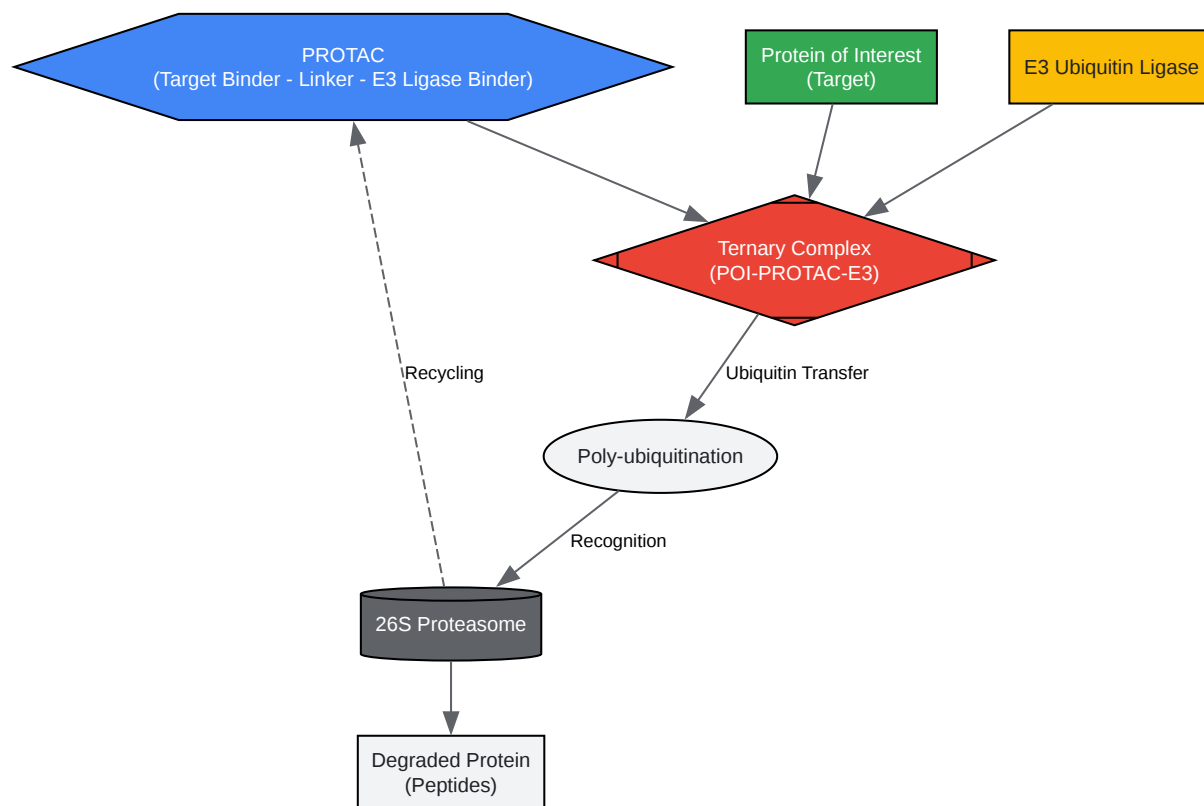 PROTAC
(Target Binder - Linker - E3 Ligase Binder)
Protein of Interest
(Target)
E3 Ubiquitin Ligase
Ternary Complex
(POI-PROTAC-E3)
Recycling
Ubiquitin Transfer
Poly-ubiquitination
Recognition
26S Proteasome
Degraded Protein
(Peptides)